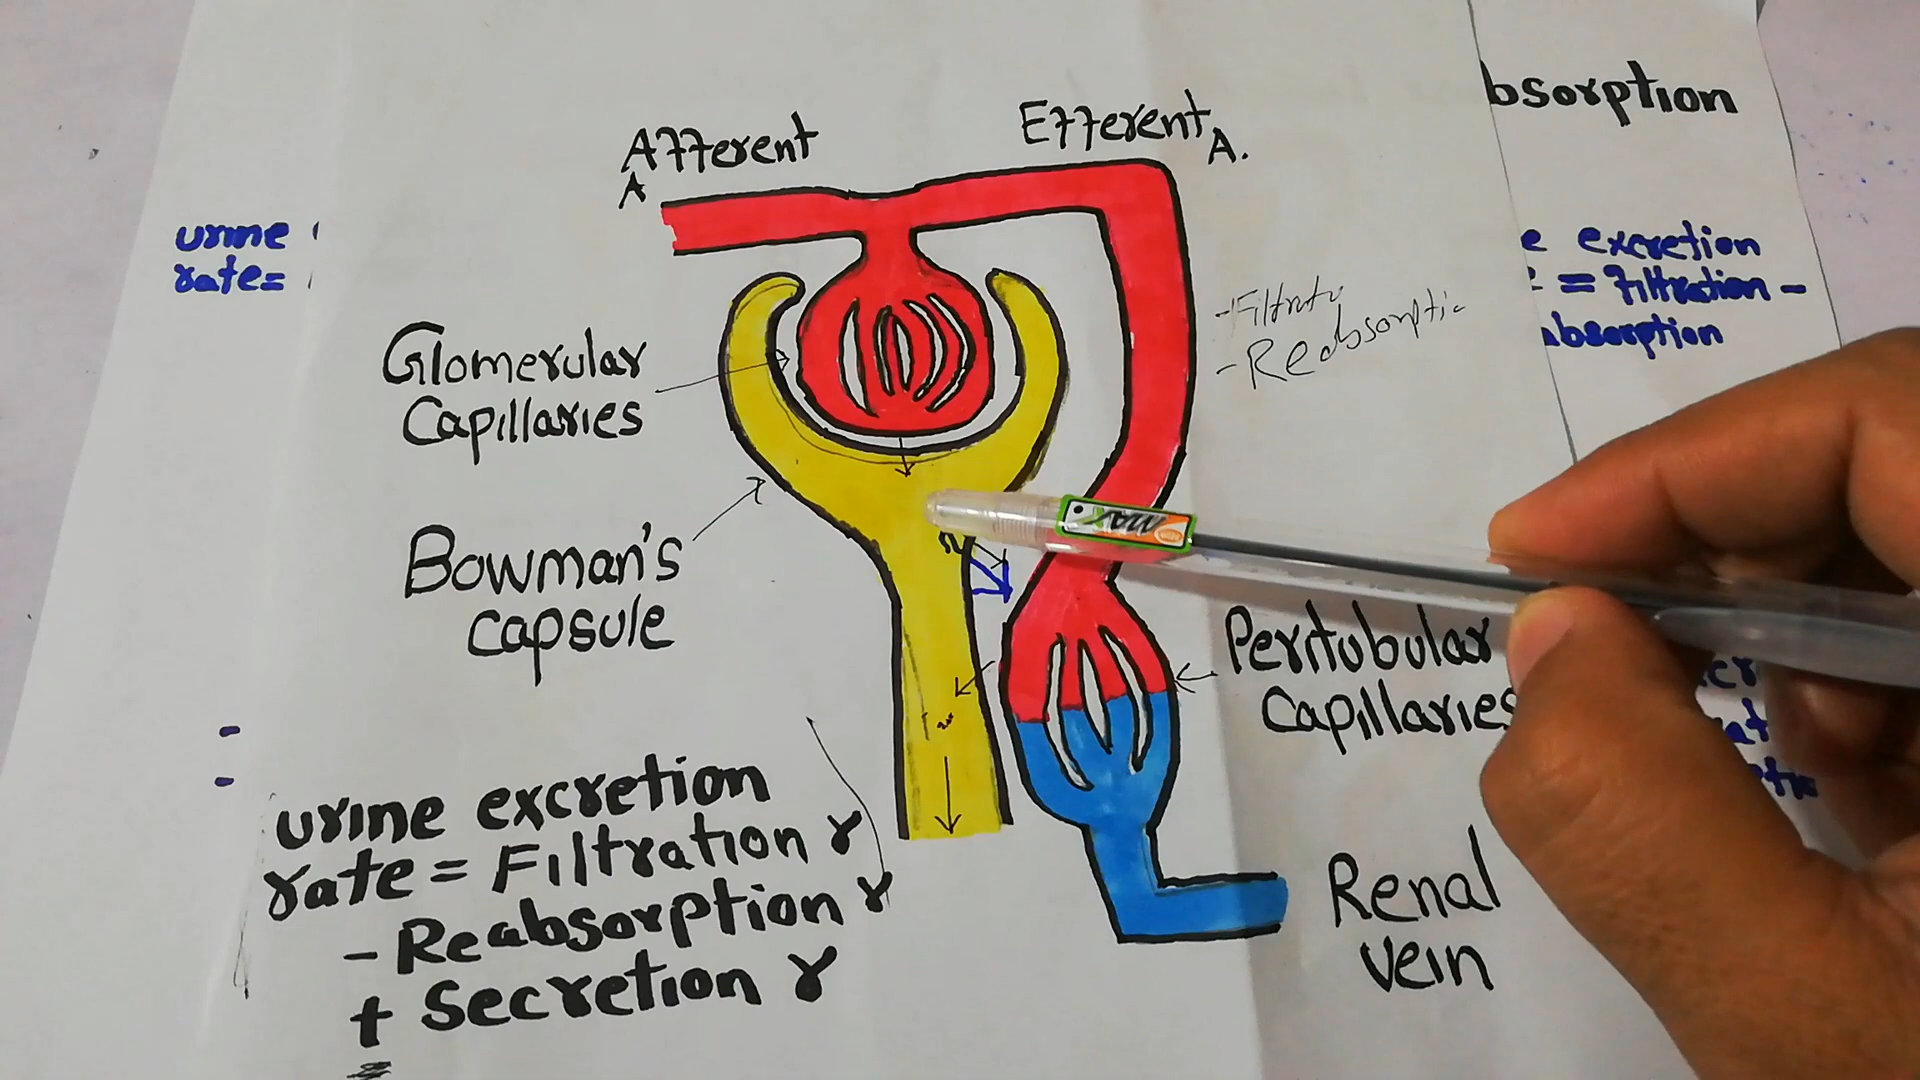 bsorption
Afferent
A
Efferent
A.
urine
rate=
e excretion
= filtration -
absorption
- Reabsorptio
Glomerular
Capillaries
MAX
Bowman's
capsule
Peritubular
Capillaries
urine excretion
rate = Filtration r
- Reabsorption r
+ Secretion r
Renal
vein